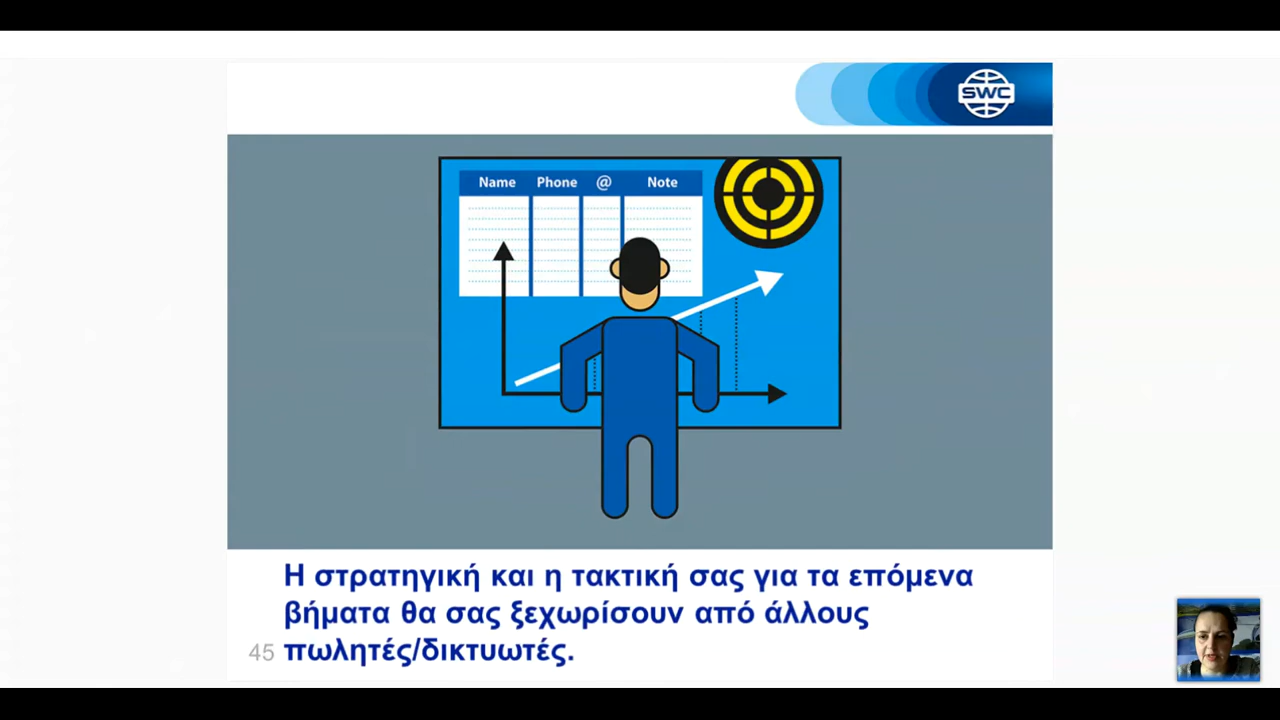 SWC
Name Phone @ Note
Η στρατηγική και η τακτική σας για τα επόμενα
βήματα θα σας ξεχωρίσουν από άλλους
45 πωλητές/δικτυωτές.